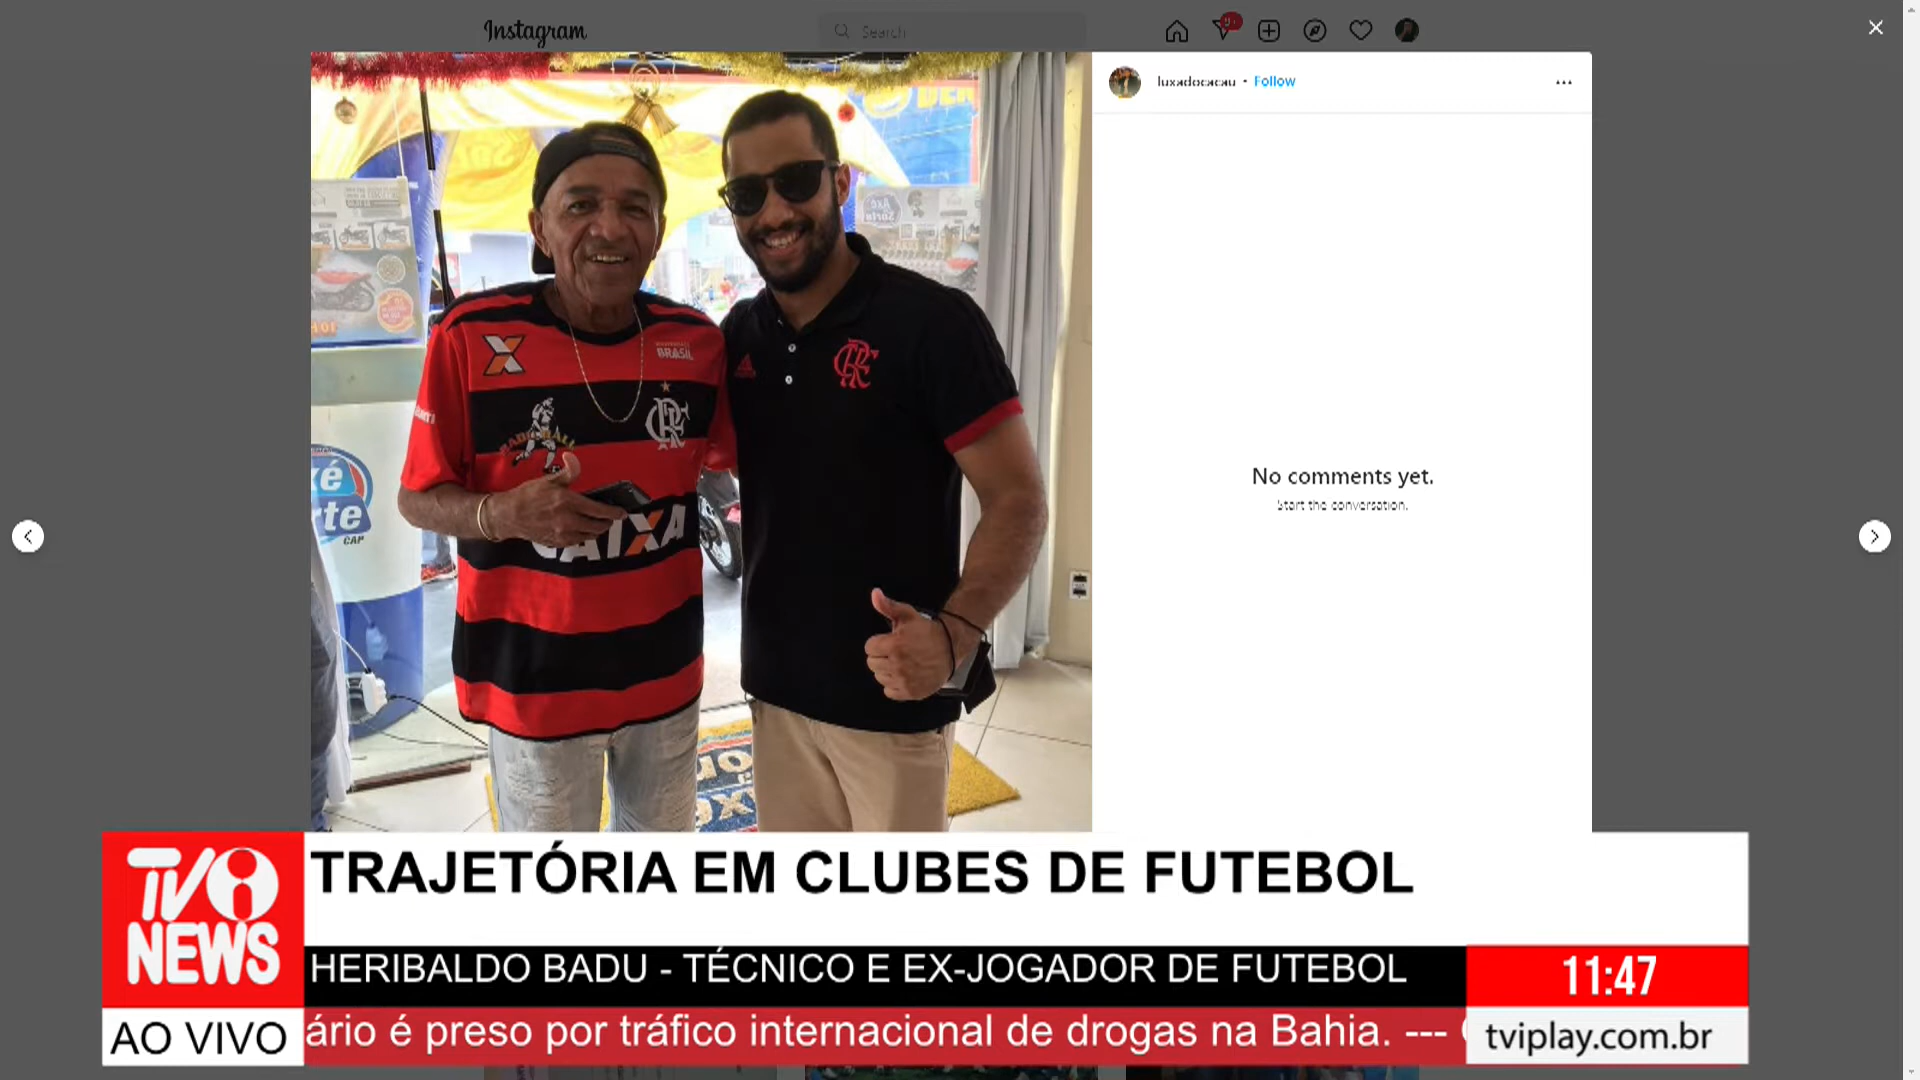 Instagram
Search
luxadocacau • Follow
No comments yet.
Start the conversation.
BRASIL
CAIXA
CAP
TVi
NEWS
TRAJETÓRIA EM CLUBES DE FUTEBOL
HERIBALDO BADU - TÉCNICO E EX-JOGADOR DE FUTEBOL
11:47
AO VIVO
ário é preso por tráfico internacional de drogas na Bahia. ---
tviplay.com.br